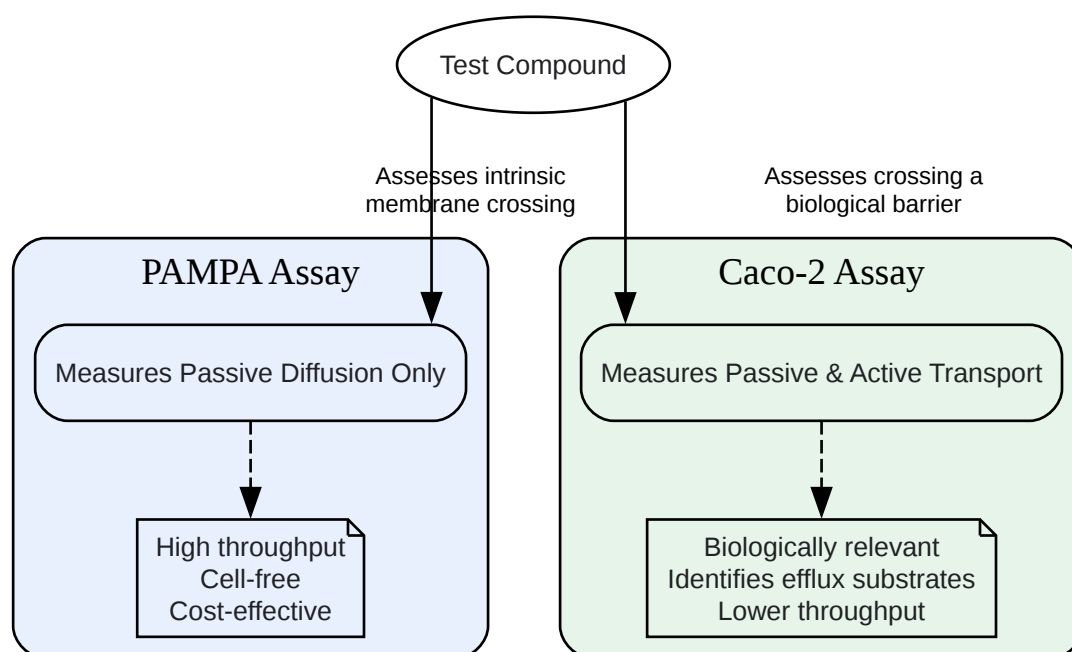 Test Compound
Assesses intrinsic
membrane crossing
Assesses crossing a
biological barrier
PAMPA Assay
Measures Passive Diffusion Only
High throughput
Cell-free
Cost-effective
Caco-2 Assay
Measures Passive & Active Transport
Biologically relevant
Identifies efflux substrates
Lower throughput